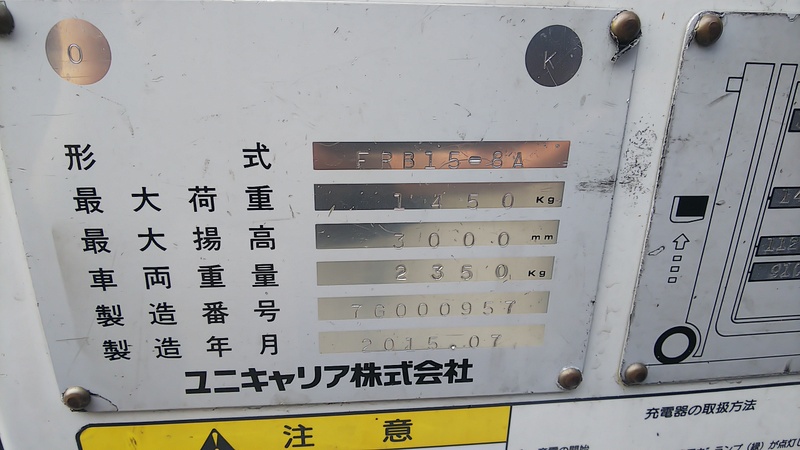 O K
形式 FRB15-8A
最大荷重 1450 Kg
最大揚高 3000 mm
車両重量 2350 Kg
製造番号 7G000957
製造年月 2015.07
ユニキャリア株式会社
注意
充電器の取扱方法